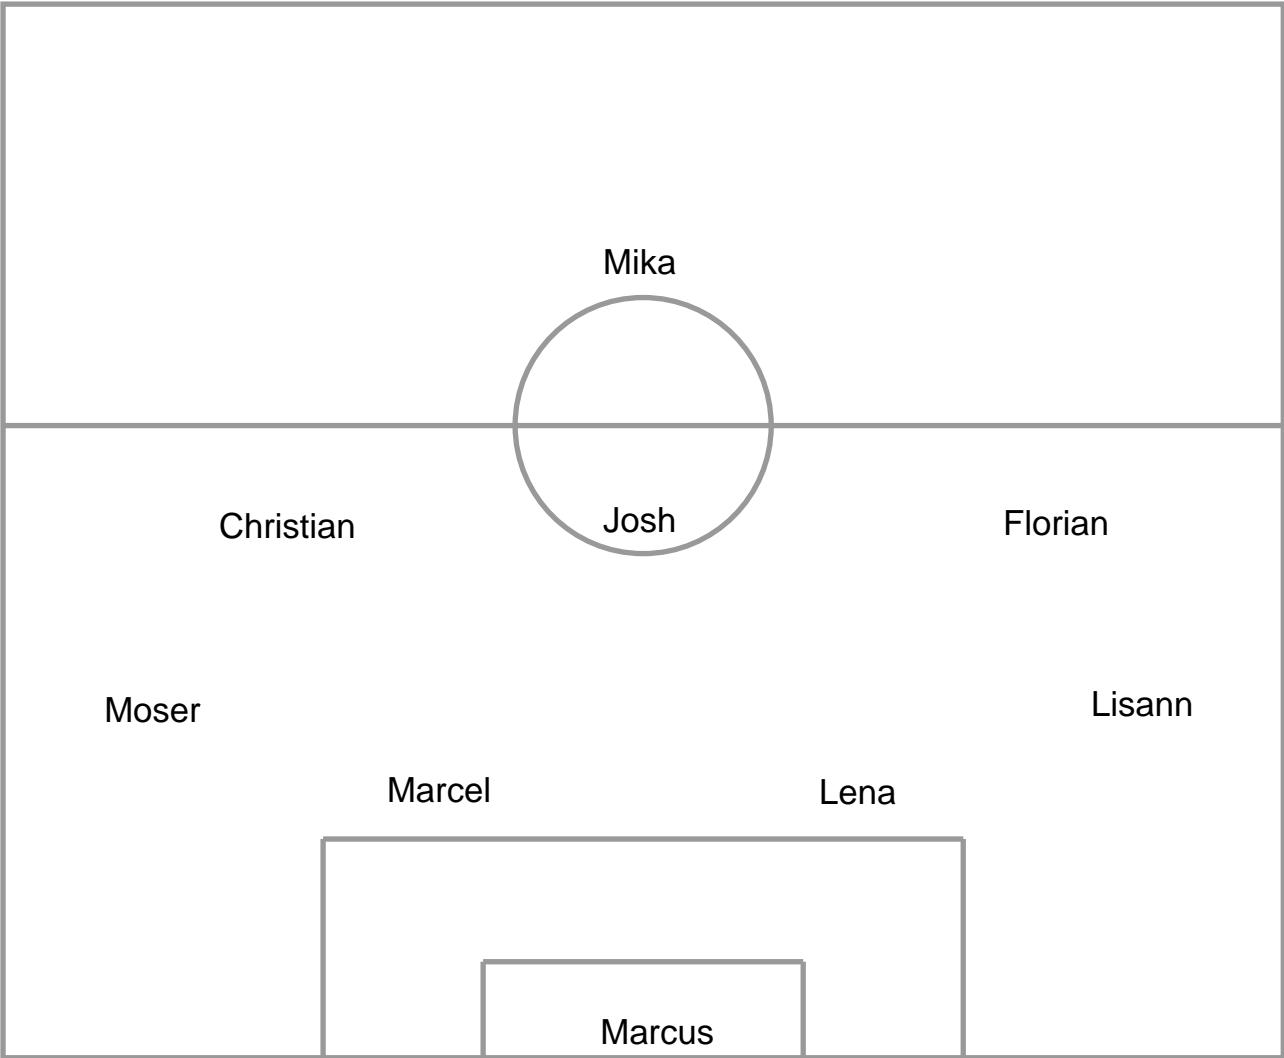 Mika
Christian
Josh
Florian
Moser
Lisann
Marcel
Lena
Marcus